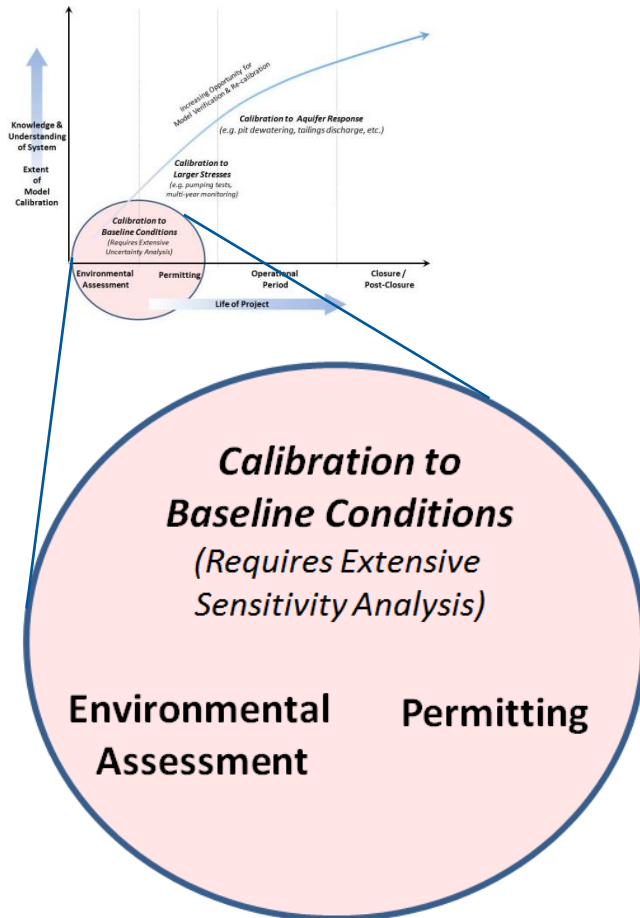 Increasing Opportunity for
Model Verification & Re-calibration
Knowledge &
Understanding
of System
Extent
of
Model
Calibration
Calibration to Aquifer Response
(e.g. pit dewatering, tailings discharge, etc.)
Calibration to
Larger Stresses
(e.g. pumping tests,
multi-year monitoring)
Calibration to
Baseline Conditions
(Requires Extensive
Uncertainty Analysis)
Environmental
Assessment
Permitting
Operational
Period
Closure /
Post-Closure
Life of Project
Calibration to
Baseline Conditions
(Requires Extensive
Sensitivity Analysis)
Environmental
Assessment
Permitting